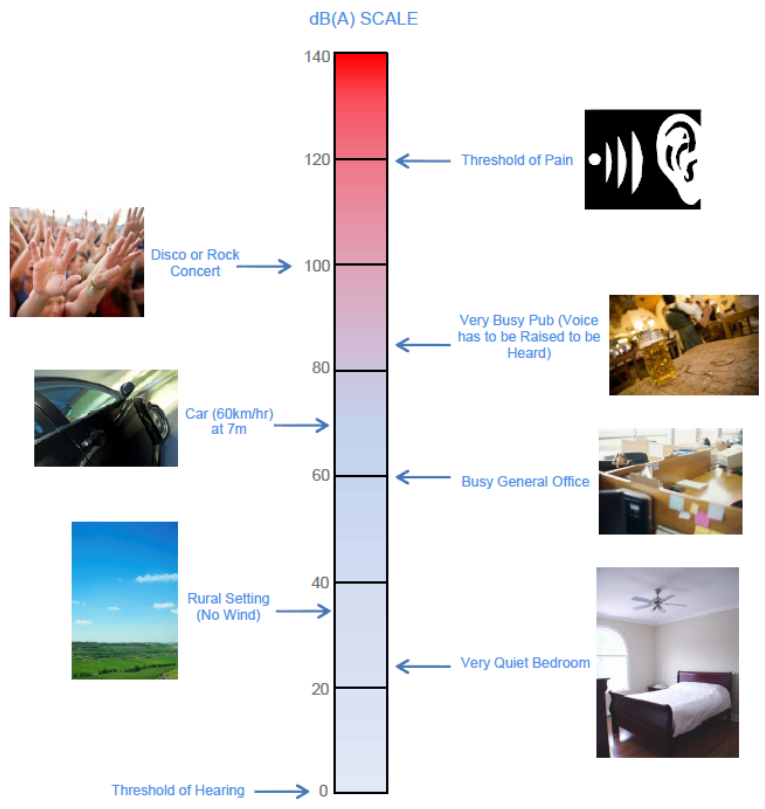 dB(A) SCALE
140
120
Threshold of Pain
Disco or Rock
Concert
100
Very Busy Pub (Voice
has to be Raised to be
Heard)
80
Car (60km/hr)
at 7m
60
Busy General Office
40
Rural Setting
(No Wind)
Very Quiet Bedroom
20
Threshold of Hearing
0